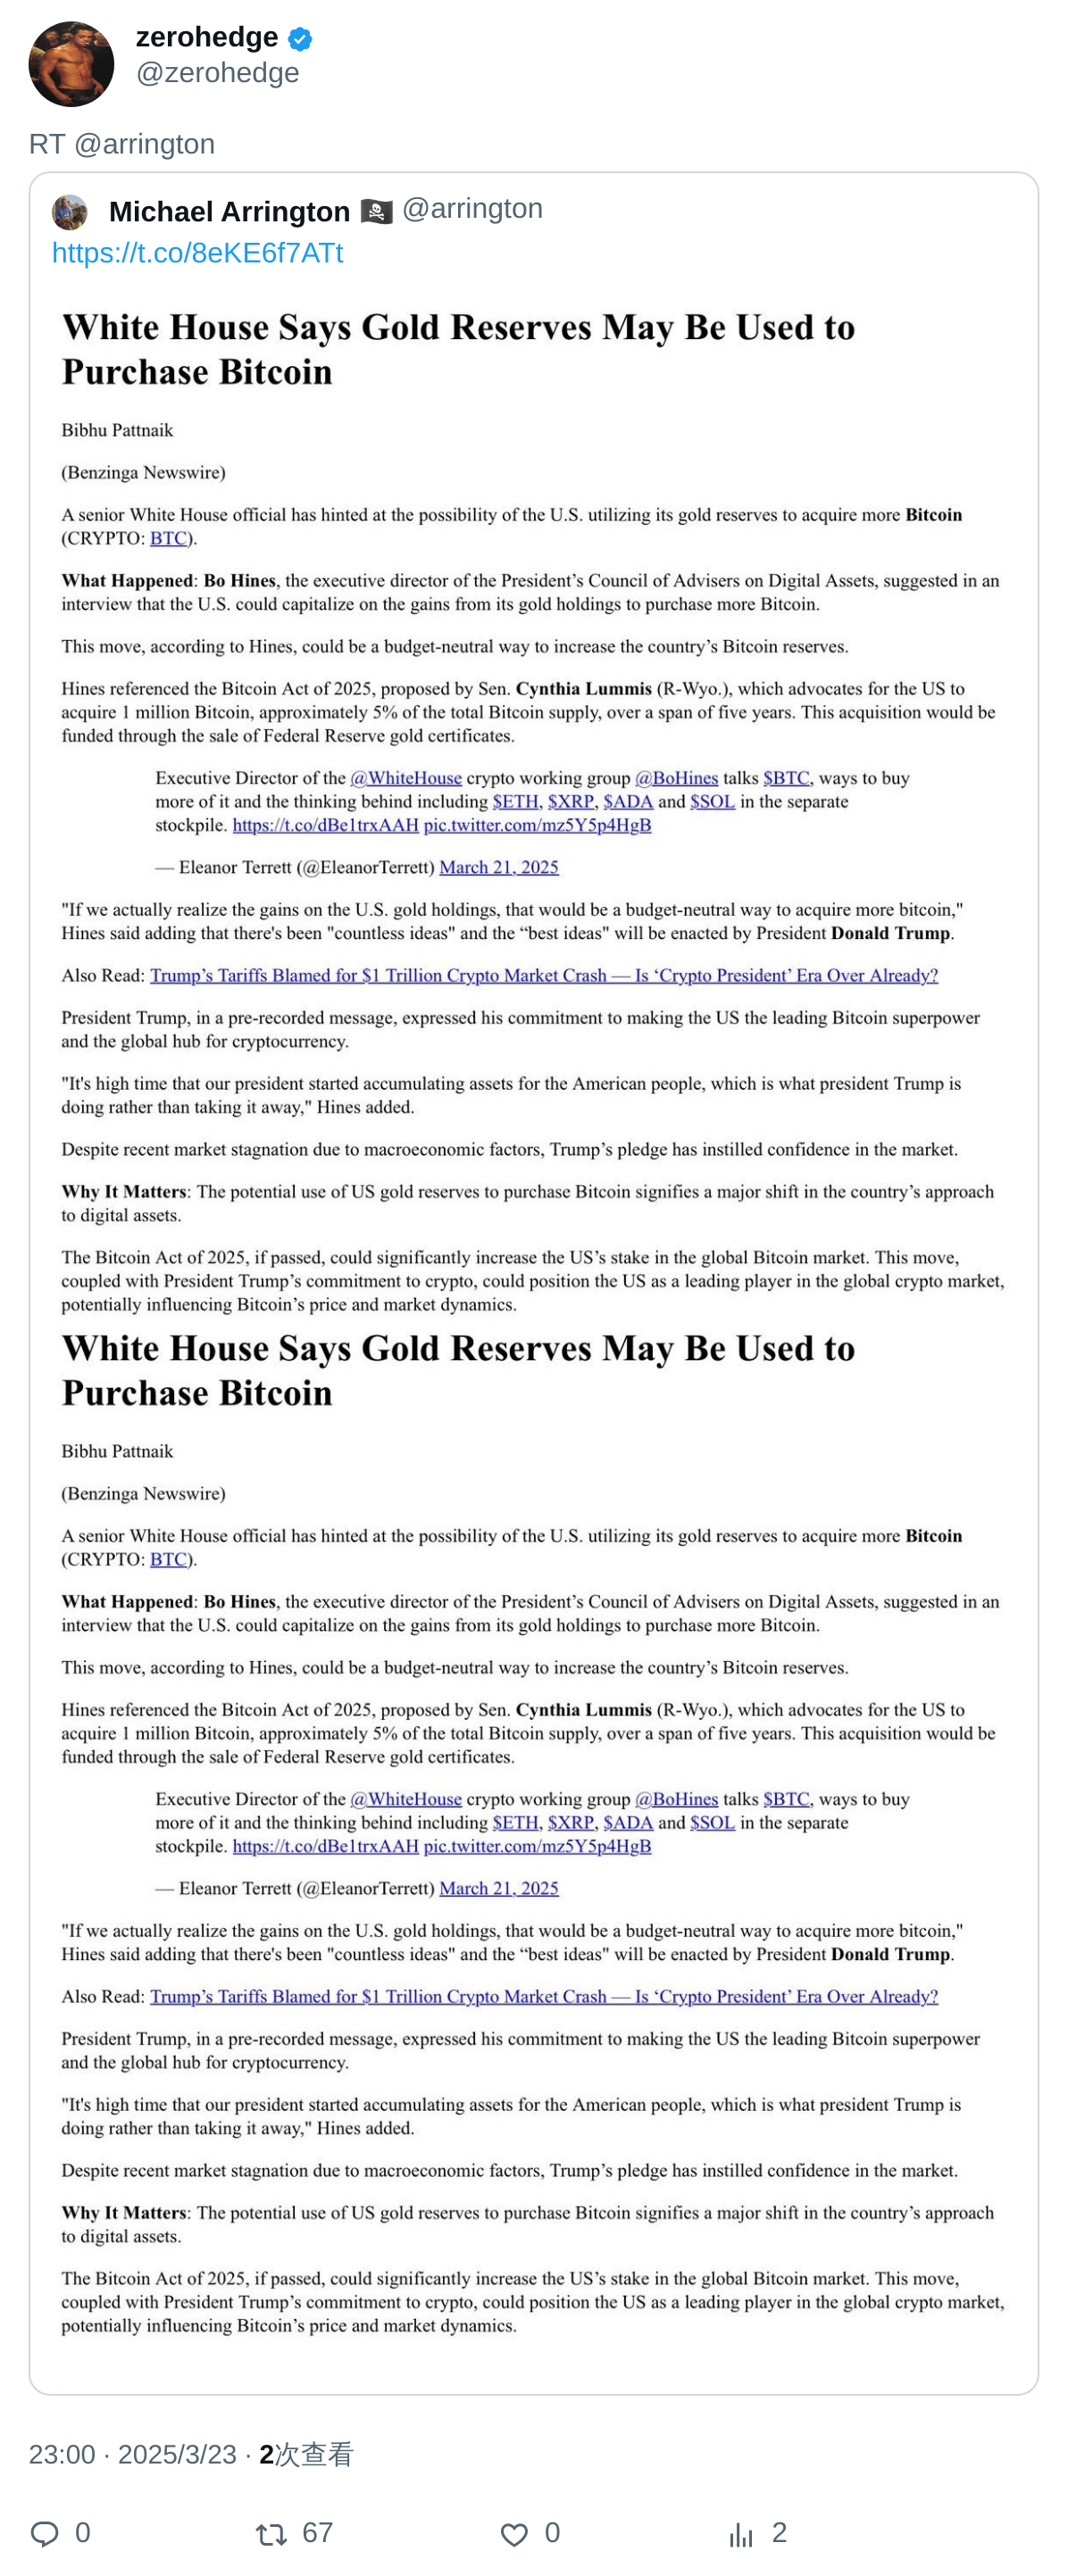 zerohedge
@zerohedge
RT @arrington
Michael Arrington 🏴‍☠️ @arrington
https://t.co/8eKE6f7ATt
White House Says Gold Reserves May Be Used to
Purchase Bitcoin
Bibhu Pattnaik
(Benzinga Newswire)
A senior White House official has hinted at the possibility of the U.S. utilizing its gold reserves to acquire more Bitcoin
(CRYPTO: BTC).
What Happened: Bo Hines, the executive director of the President’s Council of Advisers on Digital Assets, suggested in an
interview that the U.S. could capitalize on the gains from its gold holdings to purchase more Bitcoin.
This move, according to Hines, could be a budget-neutral way to increase the country’s Bitcoin reserves.
Hines referenced the Bitcoin Act of 2025, proposed by Sen. Cynthia Lummis (R-Wyo.), which advocates for the US to
acquire 1 million Bitcoin, approximately 5% of the total Bitcoin supply, over a span of five years. This acquisition would be
funded through the sale of Federal Reserve gold certificates.
Executive Director of the @WhiteHouse crypto working group @BoHines talks $BTC, ways to buy
more of it and the thinking behind including $ETH, $XRP, $ADA and $SOL in the separate
stockpile. https://t.co/dBe1trxAAH pic.twitter.com/mz5Y5p4HgB
— Eleanor Terrett (@EleanorTerrett) March 21, 2025
"If we actually realize the gains on the U.S. gold holdings, that would be a budget-neutral way to acquire more bitcoin,"
Hines said adding that there's been "countless ideas" and the “best ideas" will be enacted by President Donald Trump.
Also Read: Trump’s Tariffs Blamed for $1 Trillion Crypto Market Crash — Is ‘Crypto President’ Era Over Already?
President Trump, in a pre-recorded message, expressed his commitment to making the US the leading Bitcoin superpower
and the global hub for cryptocurrency.
"It's high time that our president started accumulating assets for the American people, which is what president Trump is
doing rather than taking it away," Hines added.
Despite recent market stagnation due to macroeconomic factors, Trump’s pledge has instilled confidence in the market.
Why It Matters: The potential use of US gold reserves to purchase Bitcoin signifies a major shift in the country’s approach
to digital assets.
The Bitcoin Act of 2025, if passed, could significantly increase the US’s stake in the global Bitcoin market. This move,
coupled with President Trump’s commitment to crypto, could position the US as a leading player in the global crypto market,
potentially influencing Bitcoin’s price and market dynamics.
White House Says Gold Reserves May Be Used to
Purchase Bitcoin
Bibhu Pattnaik
(Benzinga Newswire)
A senior White House official has hinted at the possibility of the U.S. utilizing its gold reserves to acquire more Bitcoin
(CRYPTO: BTC).
What Happened: Bo Hines, the executive director of the President’s Council of Advisers on Digital Assets, suggested in an
interview that the U.S. could capitalize on the gains from its gold holdings to purchase more Bitcoin.
This move, according to Hines, could be a budget-neutral way to increase the country’s Bitcoin reserves.
Hines referenced the Bitcoin Act of 2025, proposed by Sen. Cynthia Lummis (R-Wyo.), which advocates for the US to
acquire 1 million Bitcoin, approximately 5% of the total Bitcoin supply, over a span of five years. This acquisition would be
funded through the sale of Federal Reserve gold certificates.
Executive Director of the @WhiteHouse crypto working group @BoHines talks $BTC, ways to buy
more of it and the thinking behind including $ETH, $XRP, $ADA and $SOL in the separate
stockpile. https://t.co/dBe1trxAAH pic.twitter.com/mz5Y5p4HgB
— Eleanor Terrett (@EleanorTerrett) March 21, 2025
"If we actually realize the gains on the U.S. gold holdings, that would be a budget-neutral way to acquire more bitcoin,"
Hines said adding that there's been "countless ideas" and the “best ideas" will be enacted by President Donald Trump.
Also Read: Trump’s Tariffs Blamed for $1 Trillion Crypto Market Crash — Is ‘Crypto President’ Era Over Already?
President Trump, in a pre-recorded message, expressed his commitment to making the US the leading Bitcoin superpower
and the global hub for cryptocurrency.
"It's high time that our president started accumulating assets for the American people, which is what president Trump is
doing rather than taking it away," Hines added.
Despite recent market stagnation due to macroeconomic factors, Trump’s pledge has instilled confidence in the market.
Why It Matters: The potential use of US gold reserves to purchase Bitcoin signifies a major shift in the country’s approach
to digital assets.
The Bitcoin Act of 2025, if passed, could significantly increase the US’s stake in the global Bitcoin market. This move,
coupled with President Trump’s commitment to crypto, could position the US as a leading player in the global crypto market,
potentially influencing Bitcoin’s price and market dynamics.
23:00 · 2025/3/23 · 2次查看
0 67 0 2